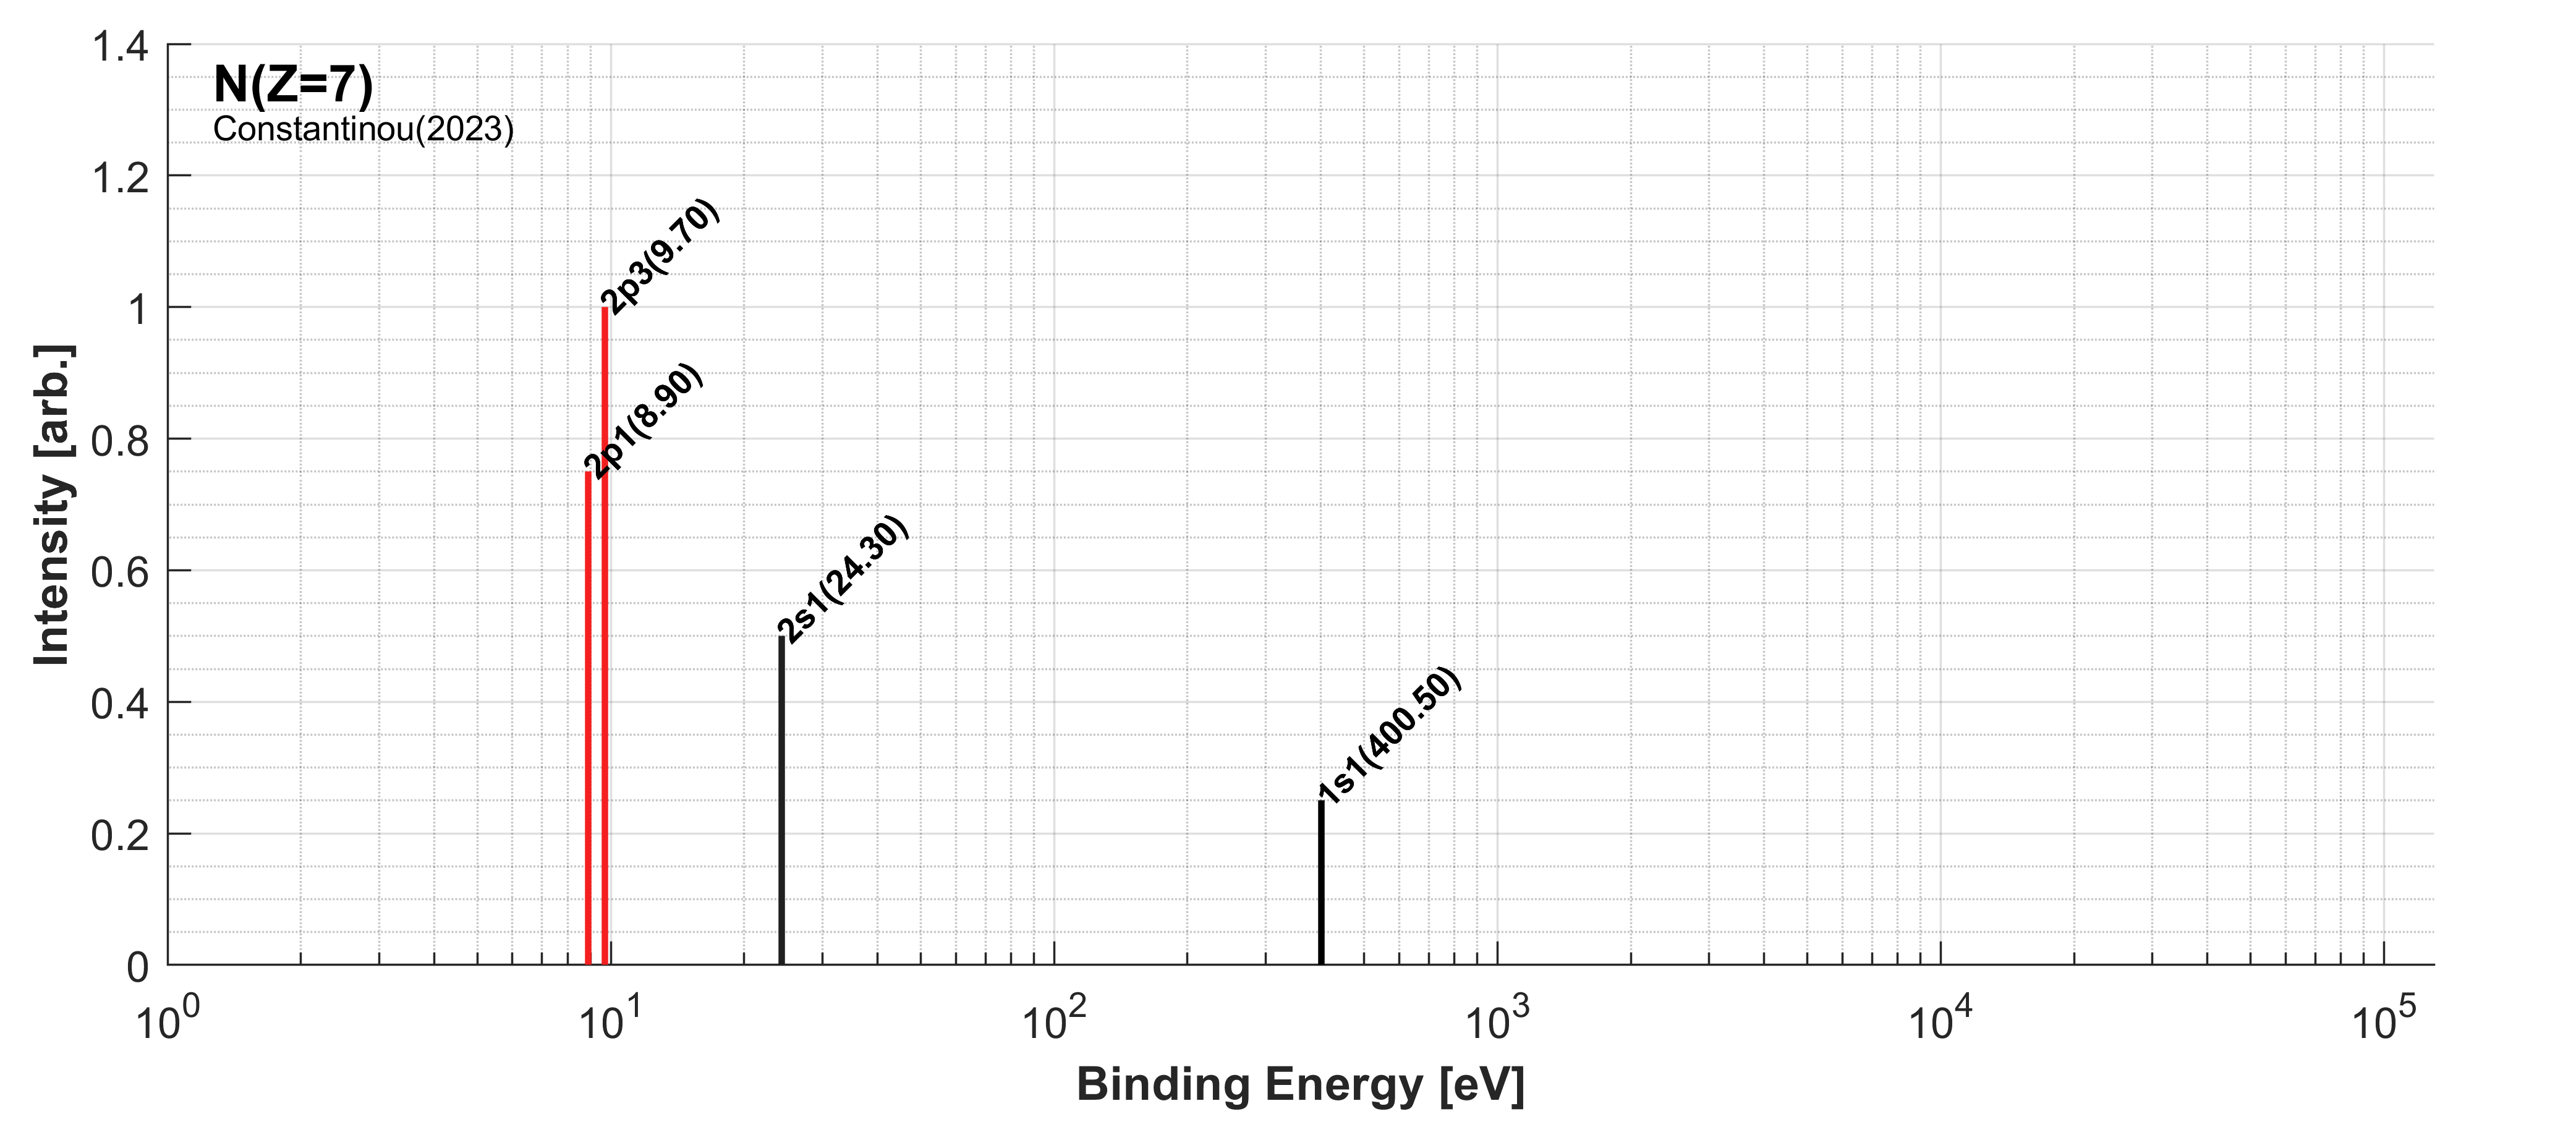 N(Z=7)
Constantinou(2023)
1.4
1.2
1
0.8
0.6
0.4
0.2
0
Intensity [arb.]
2p3(9.70)
2p1(8.90)
2s1(24.30)
1s1(400.50)
10^0
10^1
10^2
10^3
10^4
10^5
Binding Energy [eV]